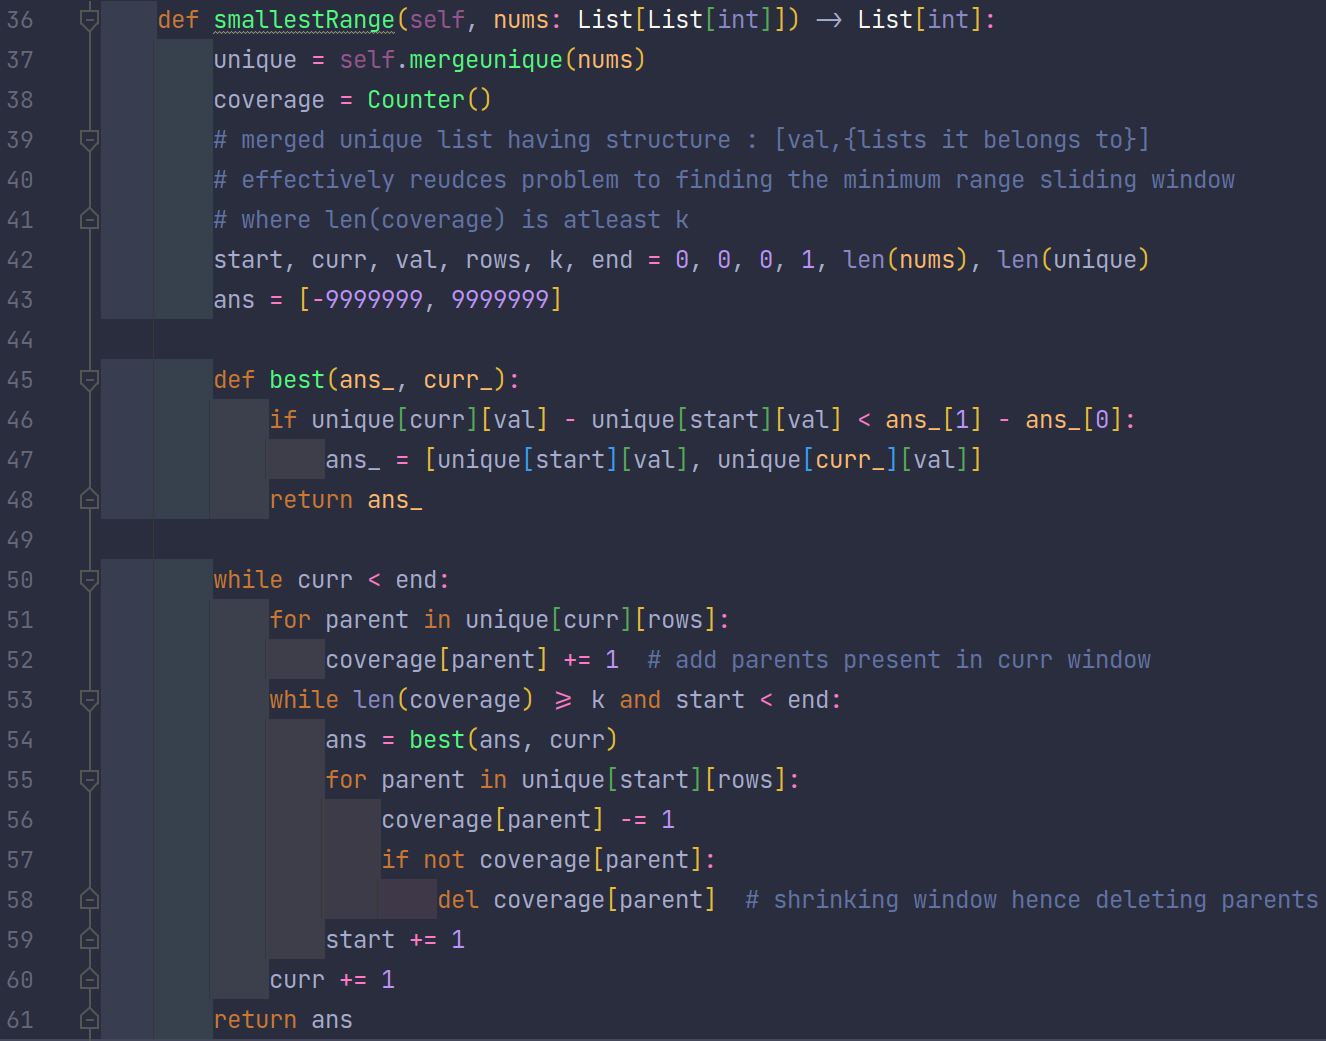 36 def smallestRange(self, nums: List[List[int]]) -> List[int]:
37 unique = self.mergeunique(nums)
38 coverage = Counter()
39 # merged unique list having structure : [val,{lists it belongs to}]
40 # effectively reudces problem to finding the minimum range sliding window
41 # where len(coverage) is atleast k
42 start, curr, val, rows, k, end = 0, 0, 0, 1, len(nums), len(unique)
43 ans = [-9999999, 9999999]
44
45 def best(ans_, curr_):
46 if unique[curr][val] - unique[start][val] < ans_[1] - ans_[0]:
47 ans_ = [unique[start][val], unique[curr_][val]]
48 return ans_
49
50 while curr < end:
51 for parent in unique[curr][rows]:
52 coverage[parent] += 1  # add parents present in curr window
53 while len(coverage) >= k and start < end:
54 ans = best(ans, curr)
55 for parent in unique[start][rows]:
56 coverage[parent] -= 1
57 if not coverage[parent]:
58 del coverage[parent]  # shrinking window hence deleting parents
59 start += 1
60 curr += 1
61 return ans